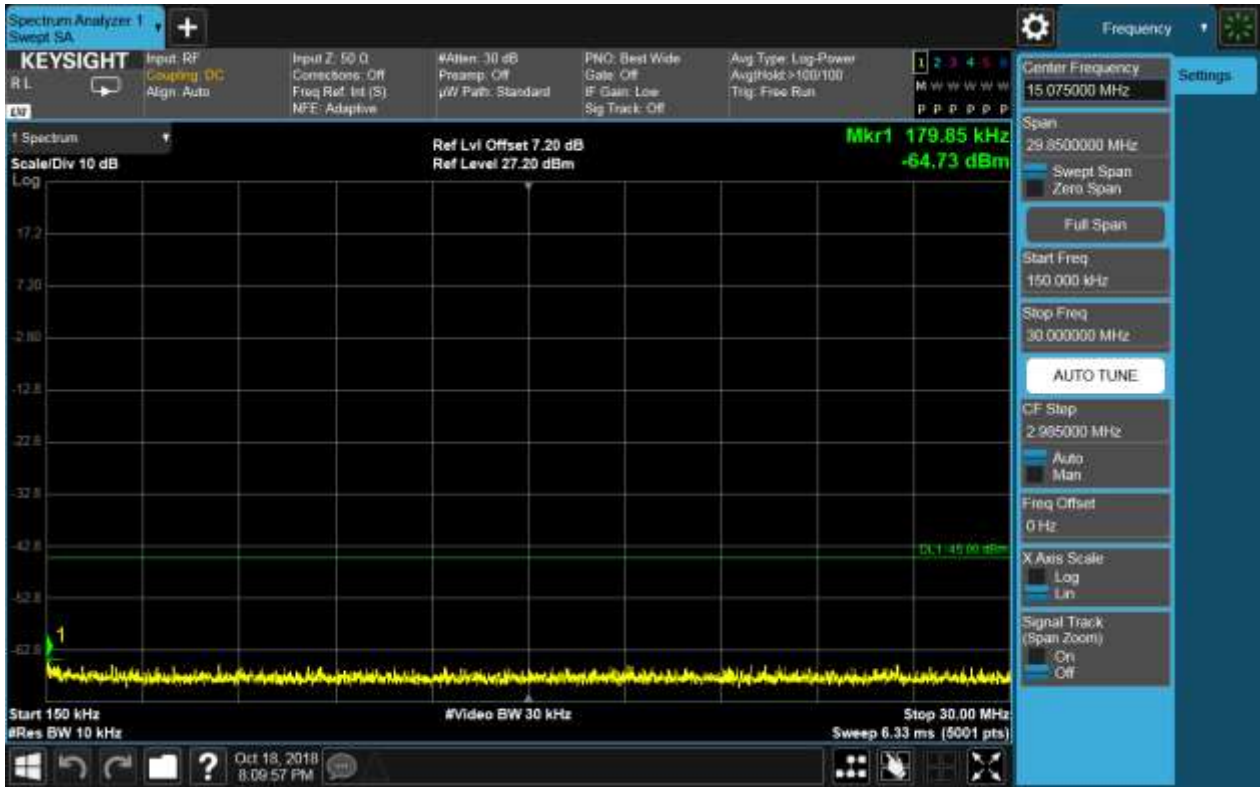 Spectrum Analyzer 1
Swept SA
+
Frequency
KEYSIGHT
R L
Input: RF
Coupling: DC
Align: Auto
Input Z: 50 Ω
Corrections: Off
Freq Ref: Int (S)
NFE: Adaptive
#Atten: 30 dB
Preamp: Off
µW Path: Standard
PNO: Best Wide
Gate: Off
IF Gain: Low
Sig Track: Off
Avg Type: Log-Power
Avg|Hold: >100/100
Trig: Free Run
1 2 3 4 5 6
M W W W W W
P P P P P P
Center Frequency
15.075000 MHz
Settings
Span
29.8500000 MHz
Swept Span
Zero Span
Full Span
Start Freq
150.000 kHz
Stop Freq
30.000000 MHz
AUTO TUNE
CF Step
2.985000 MHz
Auto
Man
Freq Offset
0 Hz
X Axis Scale
Log
Lin
Signal Track
(Span Zoom)
On
Off
1 Spectrum
Scale/Div 10 dB
Log
Ref Lvl Offset 7.20 dB
Ref Level 27.20 dBm
Mkr1 179.85 kHz
-64.73 dBm
17.2
7.20
-2.80
-12.8
-22.8
-32.8
-42.8
DL1 -45.00 dBm
-52.8
-62.8
1
Start 150 kHz
#Video BW 30 kHz
Stop 30.00 MHz
#Res BW 10 kHz
Sweep 6.33 ms (5001 pts)
?
Oct 18, 2018
8:09:57 PM